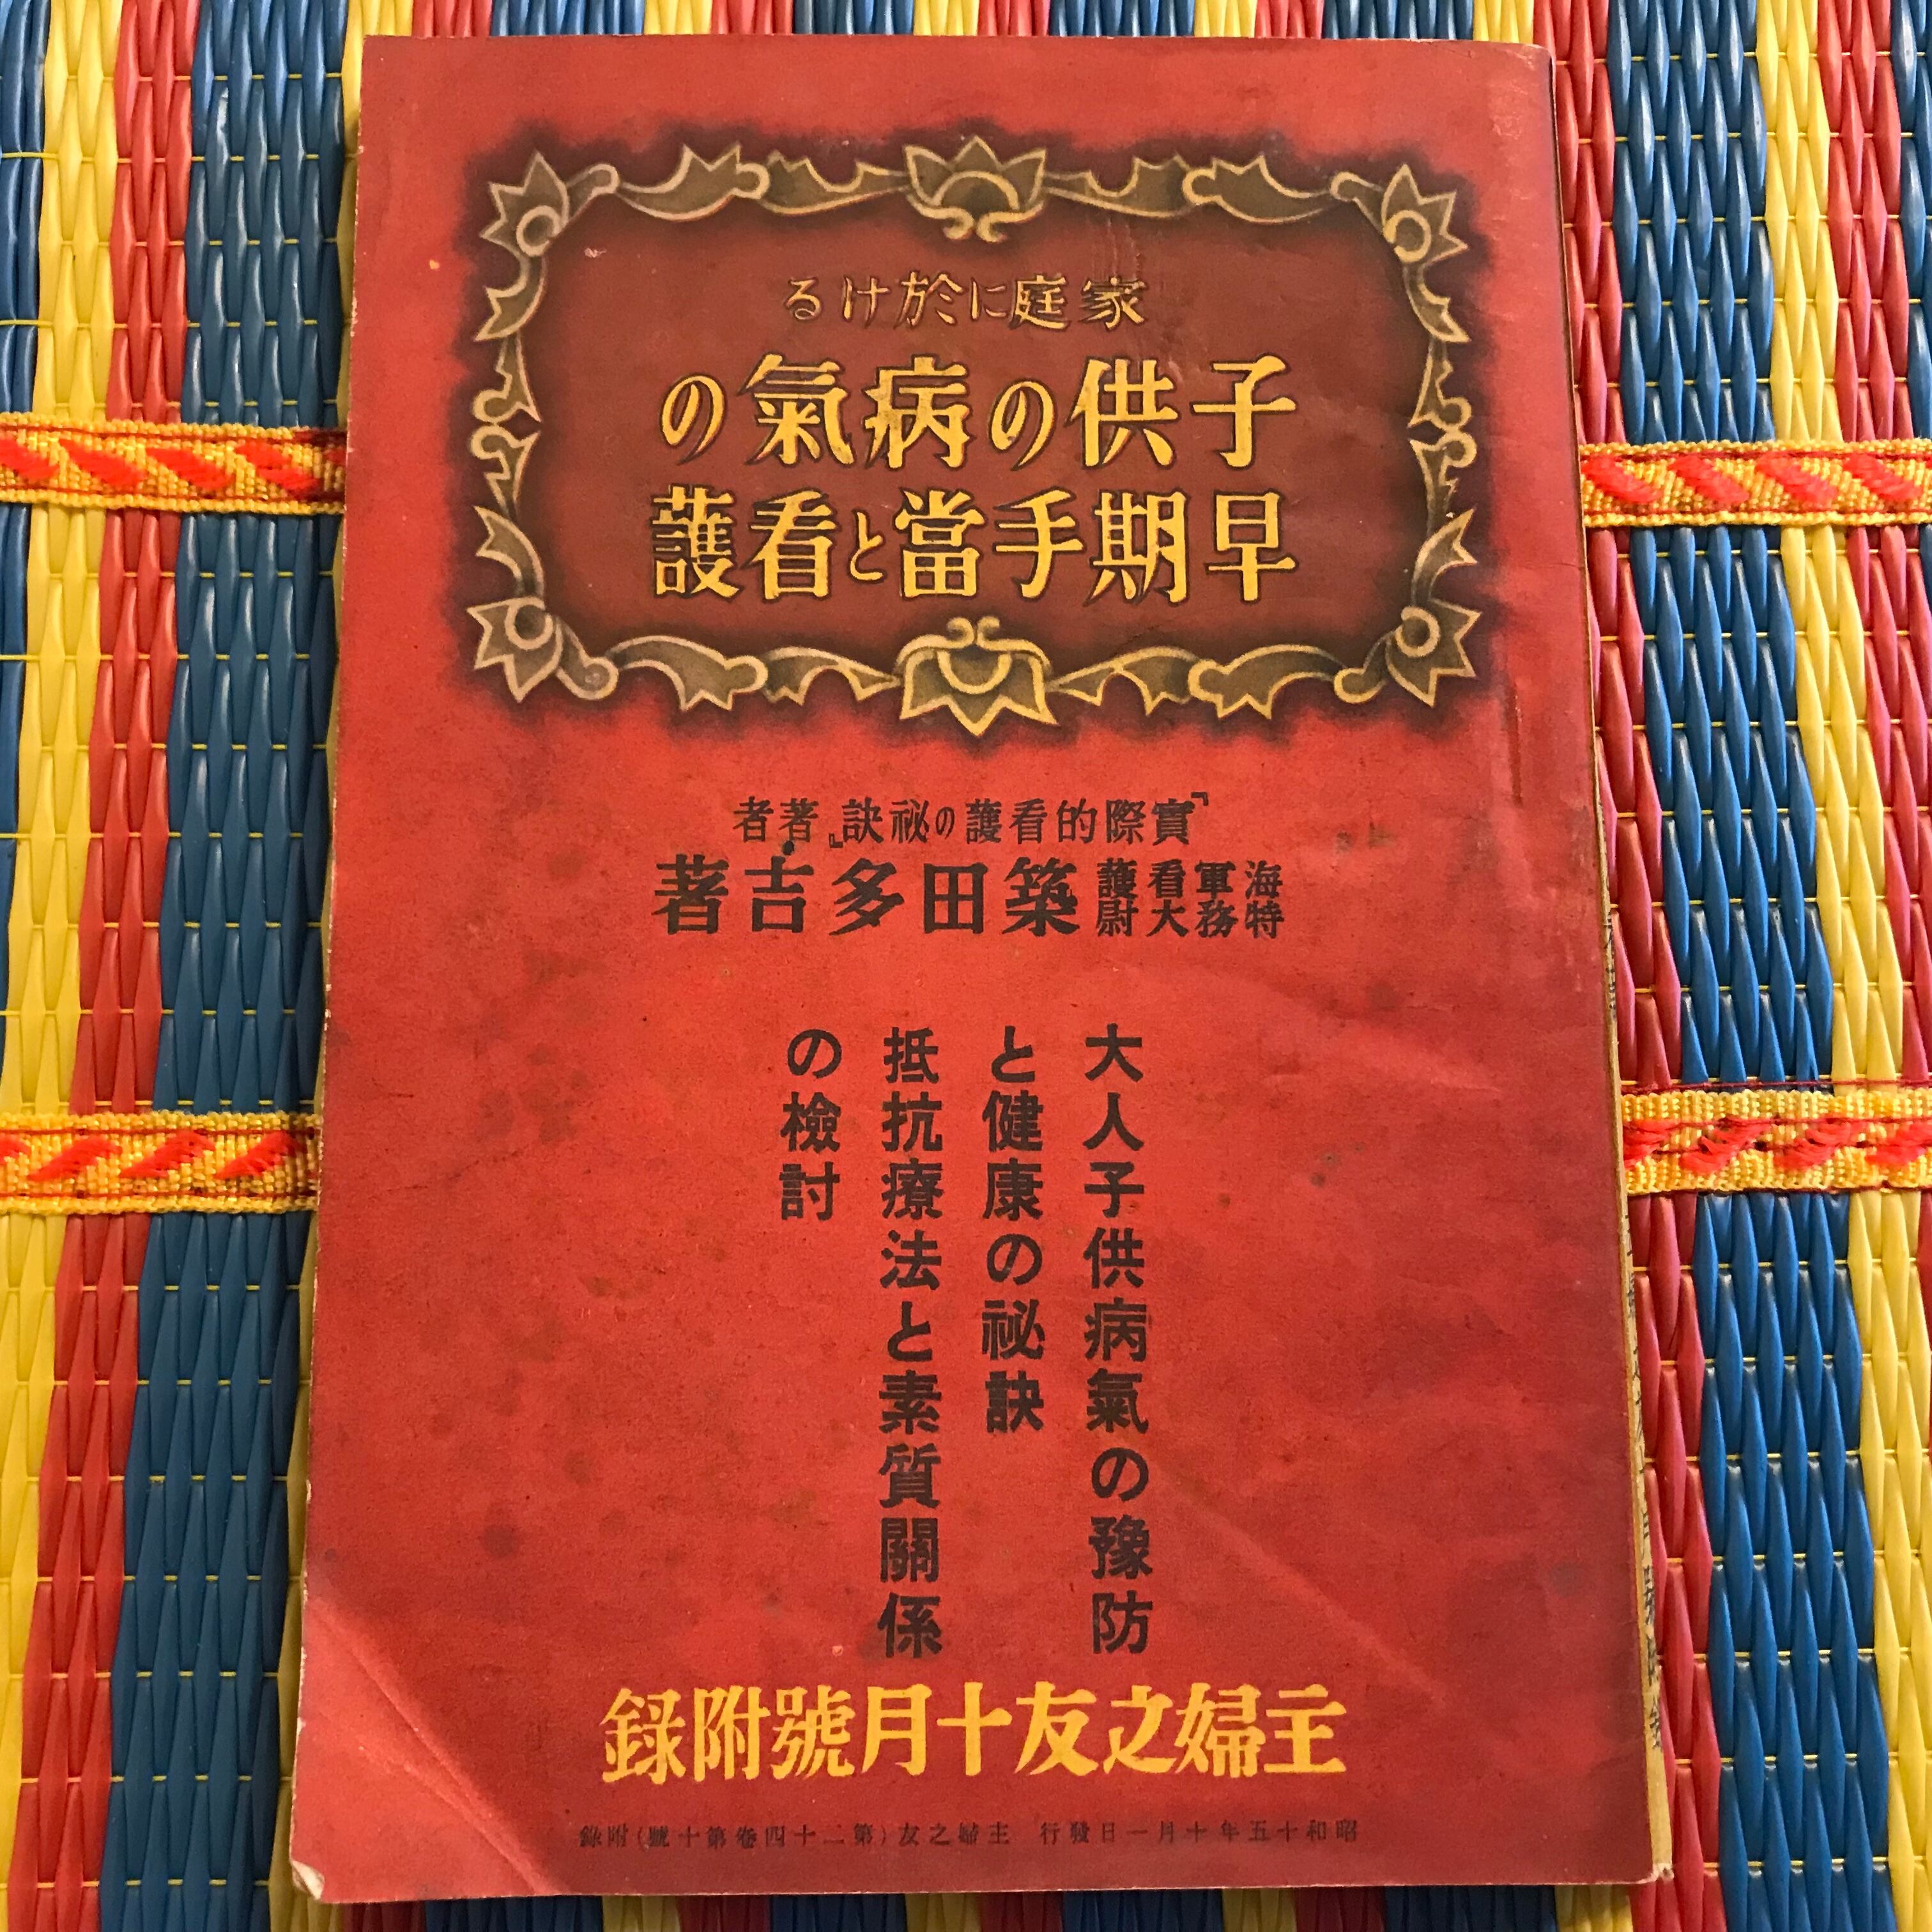 家庭に於ける
子供の病氣の
早期手當と看護
『實際的看護の祕訣』著者
海軍看護
特務大尉
築田多吉著
大人子供病氣の豫防
と健康の祕訣
抵抗療法と素質關係
の檢討
主婦之友十月號附錄
昭和十五年十月一日發行 主婦之友(第二十四卷第十號)附錄